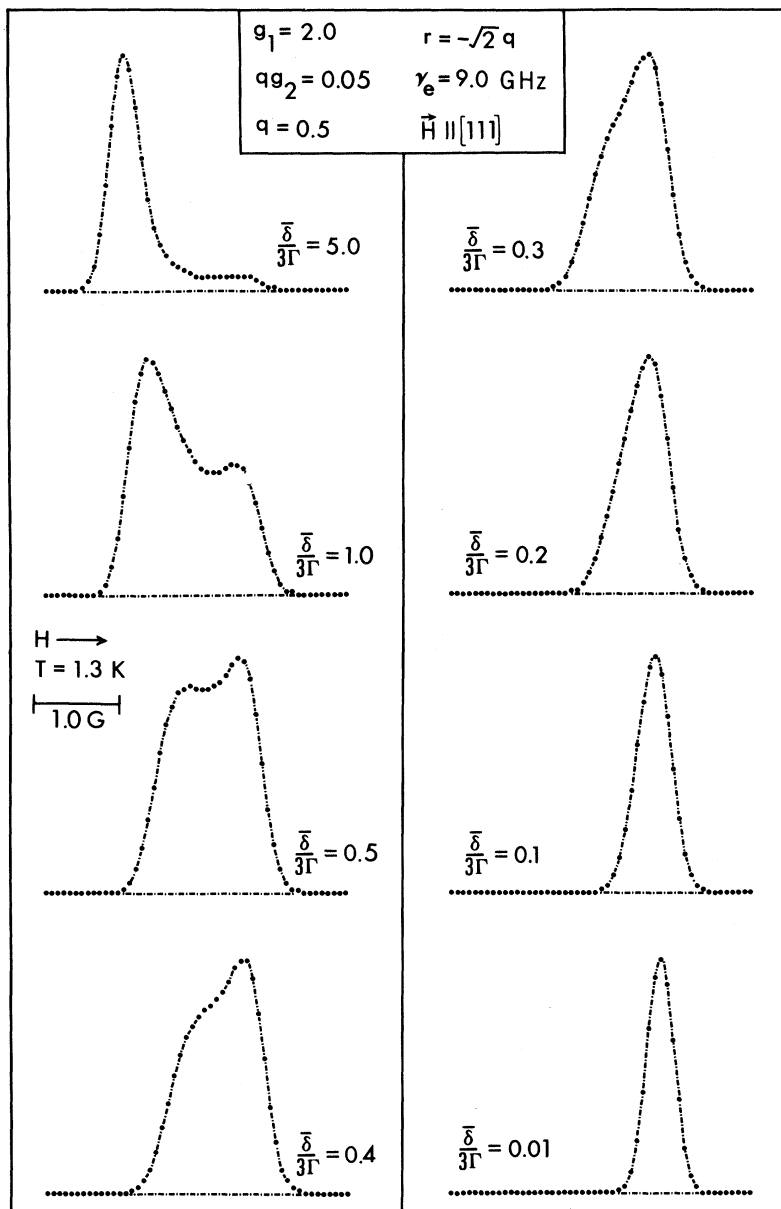 g₁ = 2.0
r = -√2 q
qg₂ = 0.05
γₑ = 9.0 GHz
q = 0.5
H⃗ || [111]
δ̅/3Γ = 5.0
δ̅/3Γ = 1.0
H ⟶
T = 1.3 K
1.0 G
δ̅/3Γ = 0.5
δ̅/3Γ = 0.4
δ̅/3Γ = 0.3
δ̅/3Γ = 0.2
δ̅/3Γ = 0.1
δ̅/3Γ = 0.01